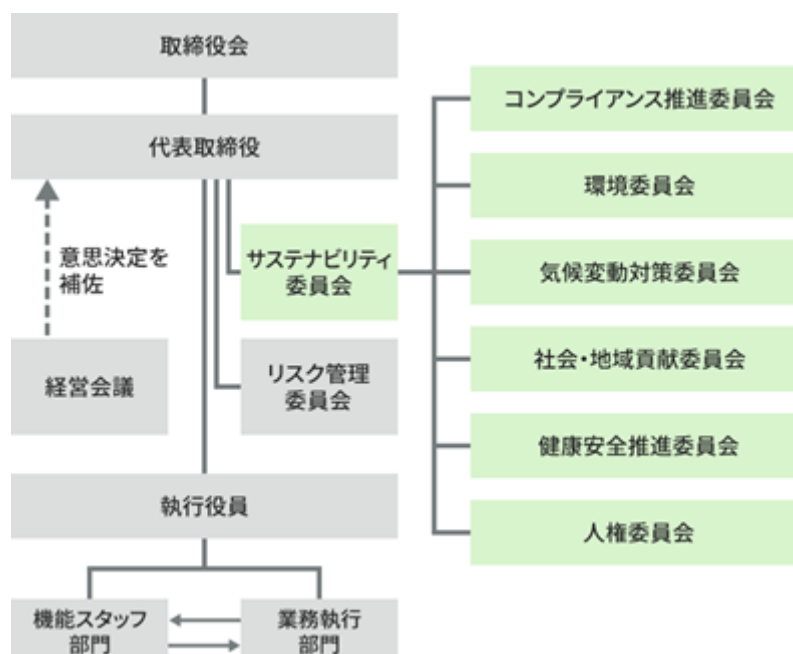 取締役会
代表取締役
意思決定を
補佐
経営会議
サステナビリティ
委員会
リスク管理
委員会
執行役員
機能スタッフ
部門
業務執行
部門
コンプライアンス推進委員会
環境委員会
気候変動対策委員会
社会・地域貢献委員会
健康安全推進委員会
人権委員会